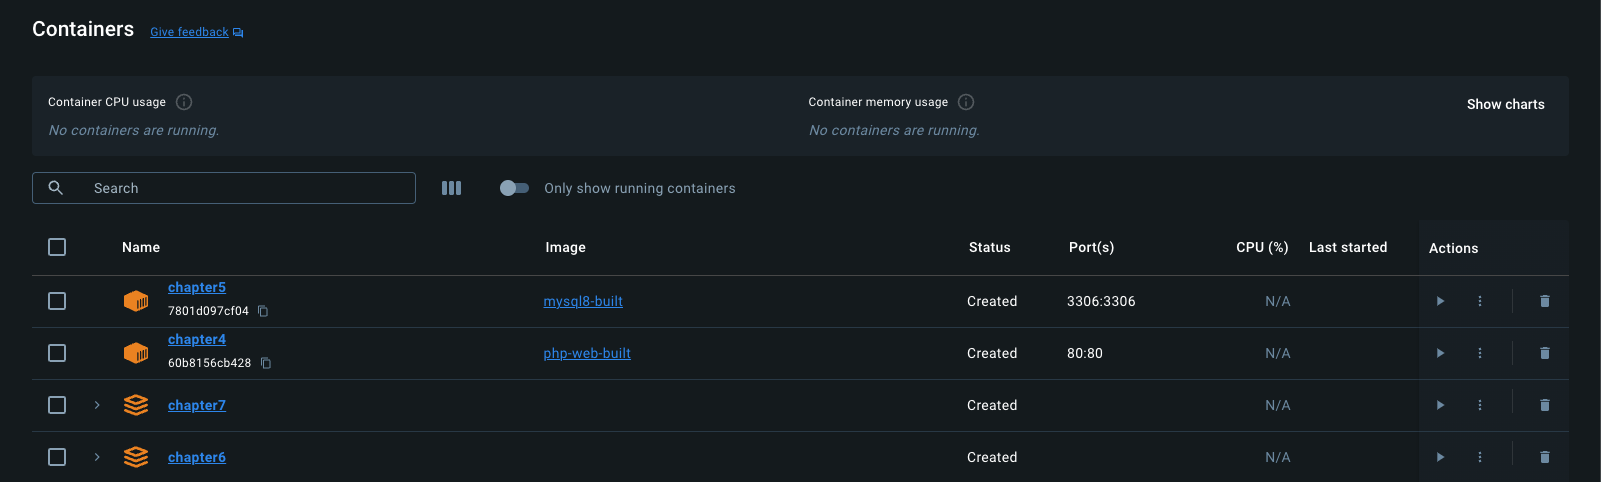 Containers Give feedback
Container CPU usage Container memory usage Show charts
No containers are running. No containers are running.
Search Only show running containers
Name Image Status Port(s) CPU (%) Last started Actions
chapter5
7801d097cf04 mysql8-built Created 3306:3306 N/A
chapter4
60b8156cb428 php-web-built Created 80:80 N/A
chapter7 Created N/A
chapter6 Created N/A